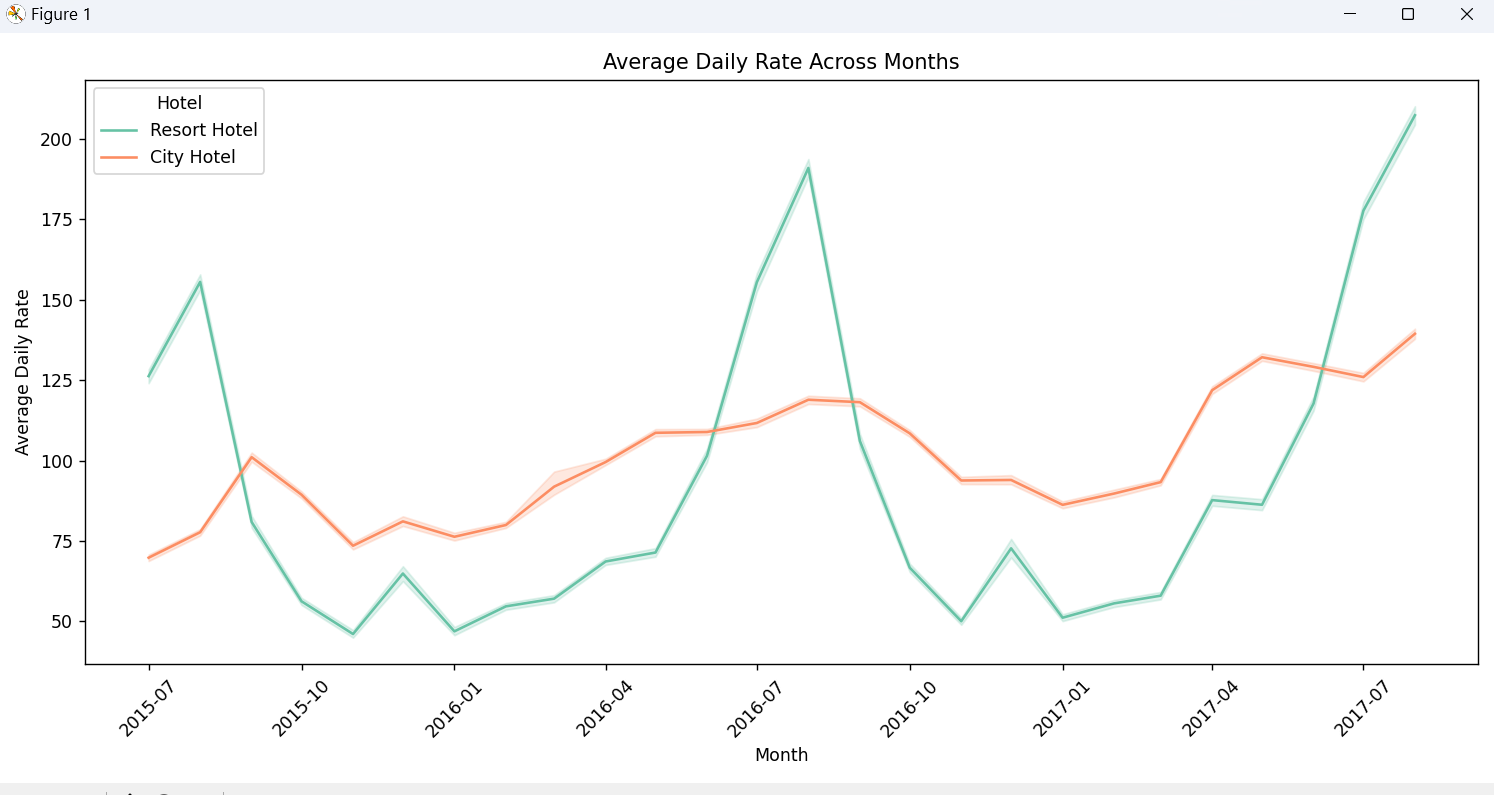 Figure 1
Average Daily Rate Across Months
Hotel
Resort Hotel
City Hotel
200
175
150
125
100
75
50
Average Daily Rate
2015-07
2015-10
2016-01
2016-04
2016-07
2016-10
2017-01
2017-04
2017-07
Month